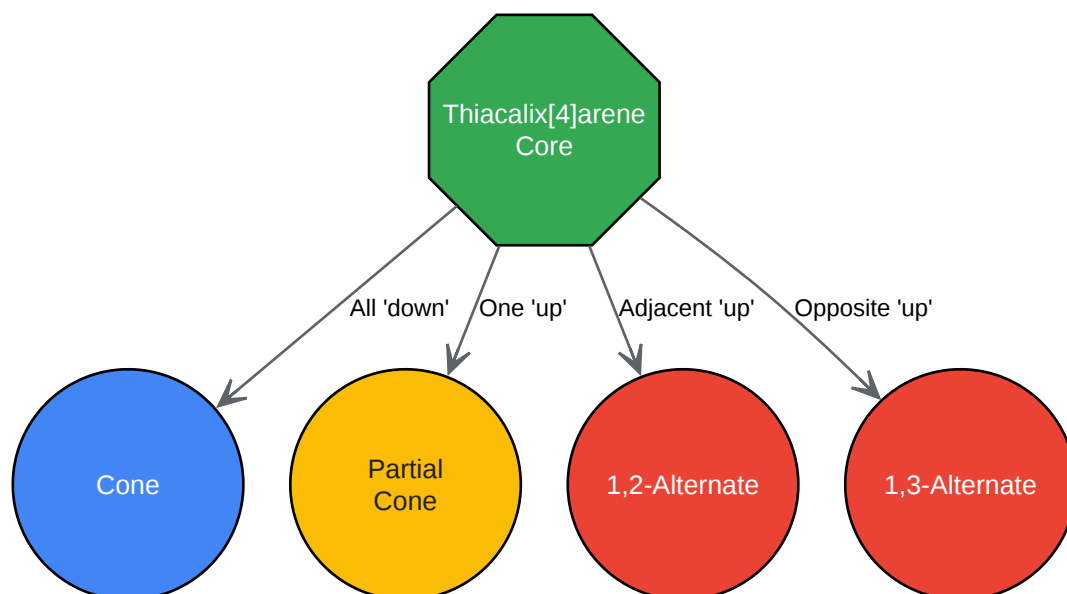 Thiacalix[4]arene
Core
All 'down'
One 'up'
Adjacent 'up'
Opposite 'up'
Cone
Partial
Cone
1,2-Alternate
1,3-Alternate